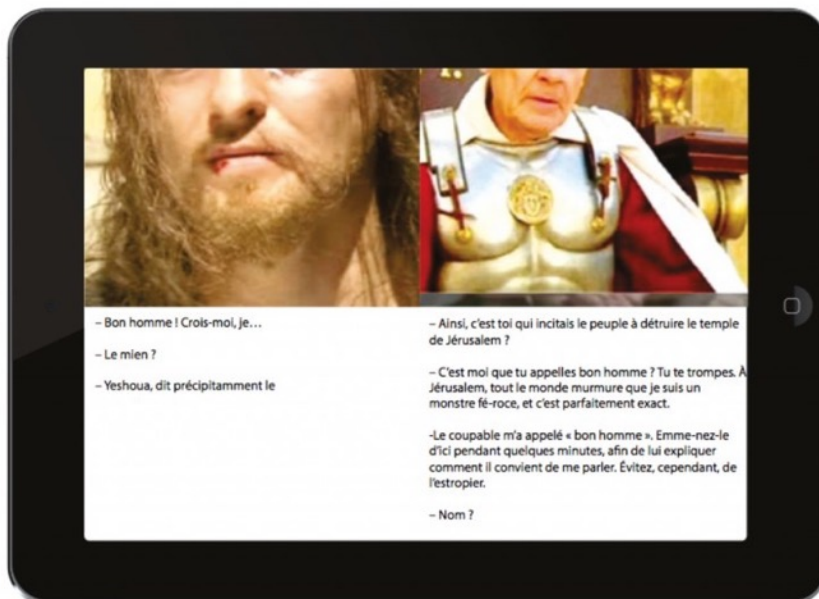 – Bon homme ! Crois-moi, je…
– Le mien ?
– Yeshoua, dit précipitamment le
– Ainsi, c'est toi qui incitais le peuple à détruire le temple
de Jérusalem ?
– C'est moi que tu appelles bon homme ? Tu te trompes. À
Jérusalem, tout le monde murmure que je suis un
monstre fé-roce, et c'est parfaitement exact.
-Le coupable m'a appelé « bon homme ». Emme-nez-le
d'ici pendant quelques minutes, afin de lui expliquer
comment il convient de me parler. Évitez, cependant, de
l'estropier.
– Nom ?